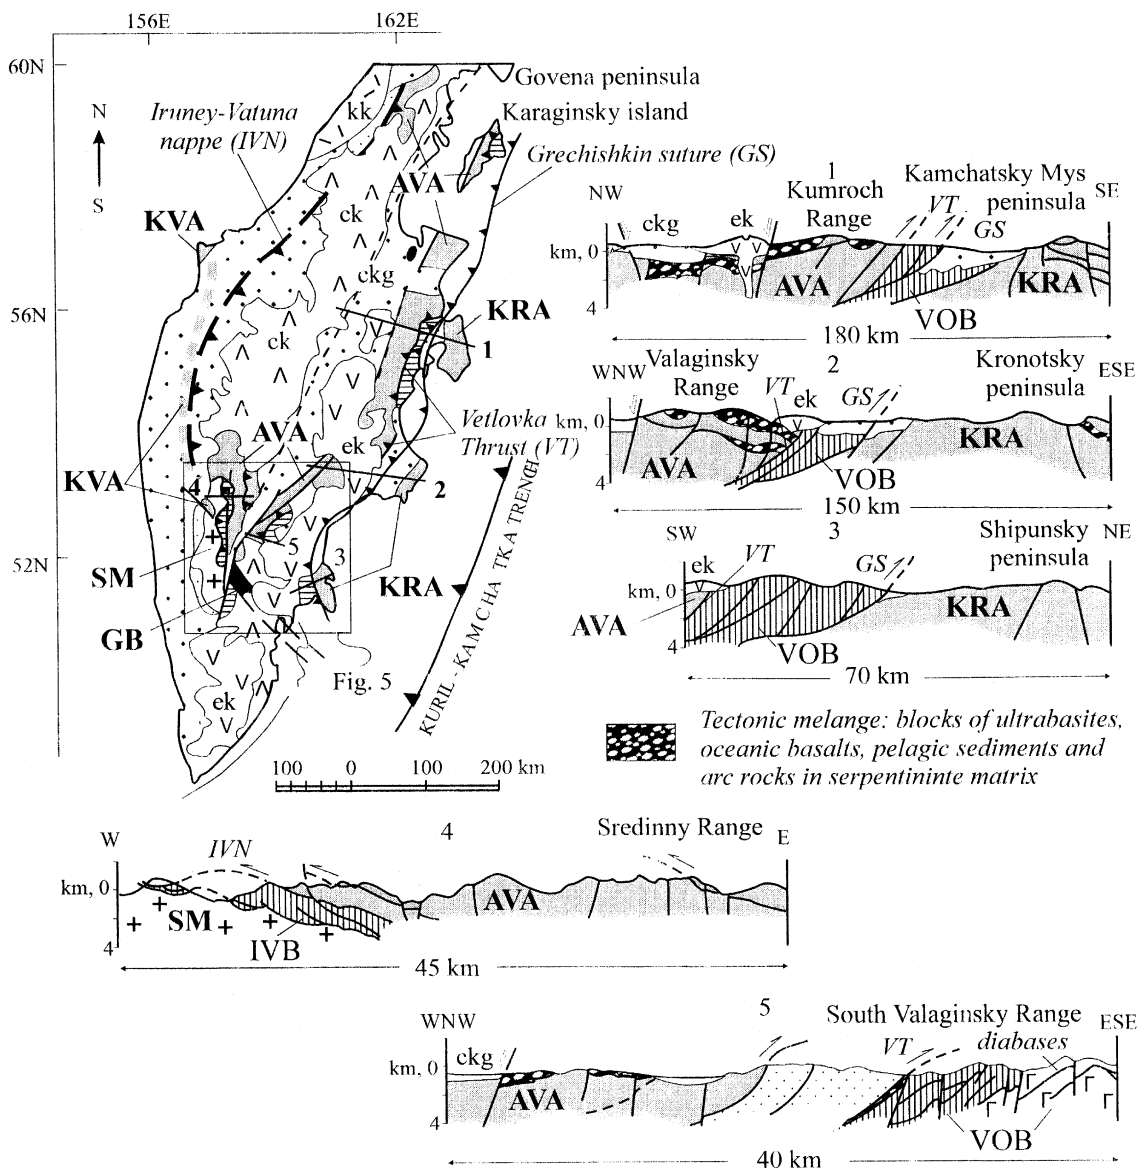 156E
162E
60N
Govena peninsula
kk
N
Iruney-Vatuna
nappe (IVN)
Karaginsky island
Grechishkin suture (GS)
S
AVA
KVA
ck
ckg
56N
KRA
ck
1
AVA
ek
Vetlovka
Thrust (VT)
KVA
4
2
5
52N
SM
3
KRA
GB
Fig. 5
ek
KURIL - KAMCHATKA TRENCH
100 0 100 200 km
1
NW
Kumroch
Range
Kamchatsky Mys
peninsula
SE
ckg
ek
VT
GS
km, 0
AVA
KRA
4
VOB
180 km
2
WNW
Valaginsky
Range
VT
ek
GS
Kronotsky
peninsula
ESE
km, 0
AVA
KRA
4
VOB
150 km
3
SW
Shipunsky
peninsula
NE
ek
VT
GS
km, 0
AVA
KRA
4
VOB
70 km
Tectonic melange: blocks of ultrabasites,
oceanic basalts, pelagic sediments and
arc rocks in serpentininte matrix
W
4
Sredinny Range
E
IVN
km, 0
SM
AVA
4
IVB
45 km
5
WNW
South Valaginsky Range
ESE
ckg
VT
diabases
km, 0
AVA
4
VOB
40 km